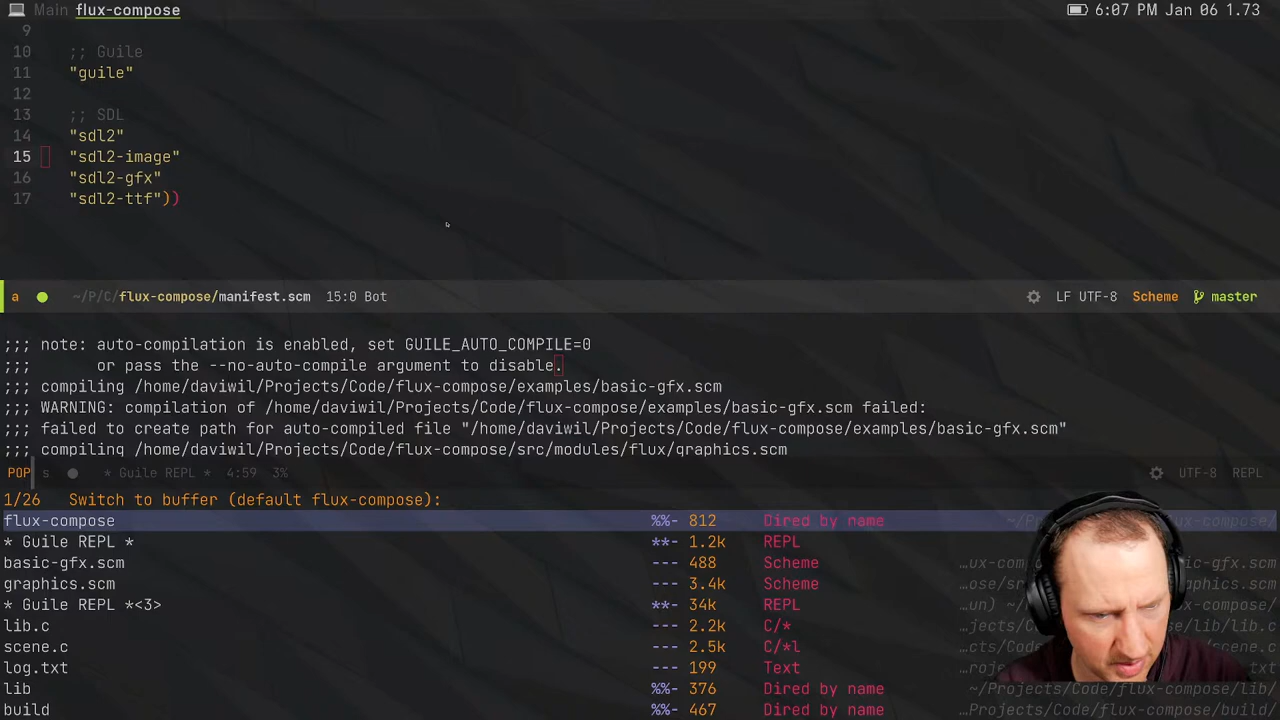 Main flux-compose 6:07 PM Jan 06 1.73
9
10 ;; Guile
11 "guile"
12
13 ;; SDL
14 "sdl2"
15 "sdl2-image"
16 "sdl2-gfx"
17 "sdl2-ttf"))
a ~/P/C/flux-compose/manifest.scm 15:0 Bot LF UTF-8 Scheme master
;;; note: auto-compilation is enabled, set GUILE_AUTO_COMPILE=0
;;; or pass the --no-auto-compile argument to disable.
;;; compiling /home/daviwil/Projects/Code/flux-compose/examples/basic-gfx.scm
;;; WARNING: compilation of /home/daviwil/Projects/Code/flux-compose/examples/basic-gfx.scm failed:
;;; failed to create path for auto-compiled file "/home/daviwil/Projects/Code/flux-compose/examples/basic-gfx.scm"
;;; compiling /home/daviwil/Projects/Code/flux-compose/src/modules/flux/graphics.scm
POP s * Guile REPL * 4:59 3% UTF-8 REPL
1/26 Switch to buffer (default flux-compose):
flux-compose %%- 812 Dired by name
* Guile REPL * **- 1.2k REPL
basic-gfx.scm --- 488 Scheme
graphics.scm --- 3.4k Scheme
* Guile REPL *<3> **- 34k REPL
lib.c --- 2.2k C/*
scene.c --- 2.5k C/*l
log.txt --- 199 Text
lib %%- 376 Dired by name
build %%- 467 Dired by name